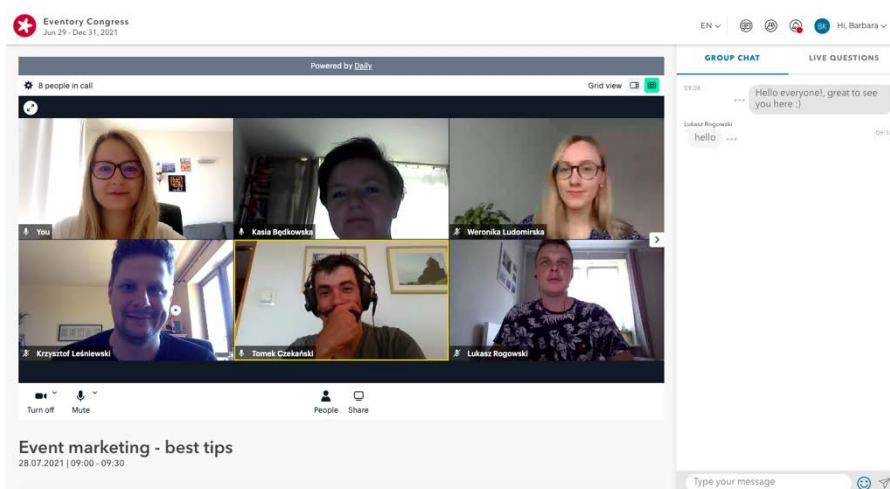 Eventory Congress
Jun 29 - Dec 31, 2021
EN
BK
Hi, Barbara
Powered by Daily
8 people in call
Grid view
You
Kasia Będkowska
Weronika Ludomirska
Krzysztof Leśniewski
Tomek Czekański
Lukasz Rogowski
Turn off
Mute
People
Share
Event marketing - best tips
28.07.2021 | 09:00 - 09:30
GROUP CHAT
LIVE QUESTIONS
09:08
Hello everyone!, great to see
you here :)
Lukasz Rogowski
hello
Type your message